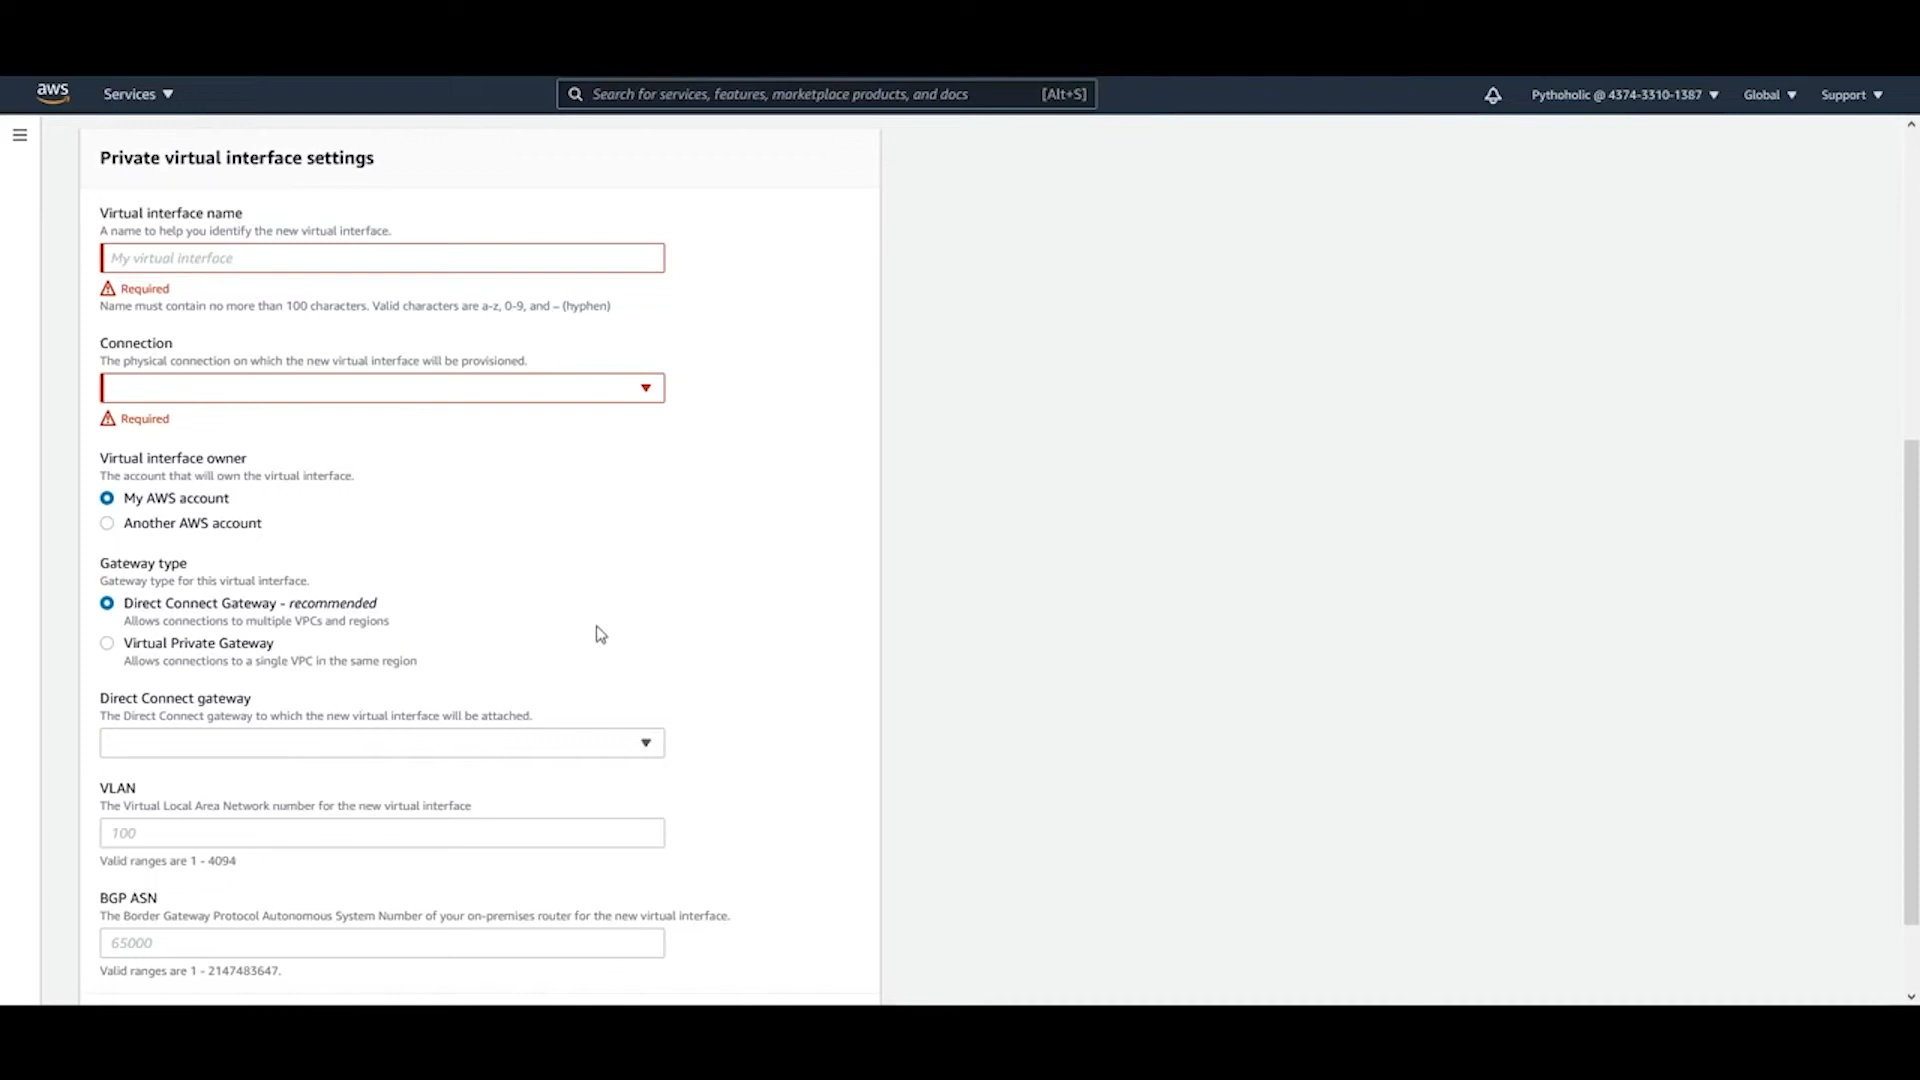 aws
Services ▼
Search for services, features, marketplace products, and docs [Alt+S]
Pythoholic @ 4374-3310-1387 ▼
Global ▼
Support ▼
Private virtual interface settings
Virtual interface name
A name to help you identify the new virtual interface.
My virtual interface
Required
Name must contain no more than 100 characters. Valid characters are a-z, 0-9, and – (hyphen)
Connection
The physical connection on which the new virtual interface will be provisioned.
Required
Virtual interface owner
The account that will own the virtual interface.
My AWS account
Another AWS account
Gateway type
Gateway type for this virtual interface.
Direct Connect Gateway - recommended
Allows connections to multiple VPCs and regions
Virtual Private Gateway
Allows connections to a single VPC in the same region
Direct Connect gateway
The Direct Connect gateway to which the new virtual interface will be attached.
VLAN
The Virtual Local Area Network number for the new virtual interface
100
Valid ranges are 1 - 4094
BGP ASN
The Border Gateway Protocol Autonomous System Number of your on-premises router for the new virtual interface.
65000
Valid ranges are 1 - 2147483647.